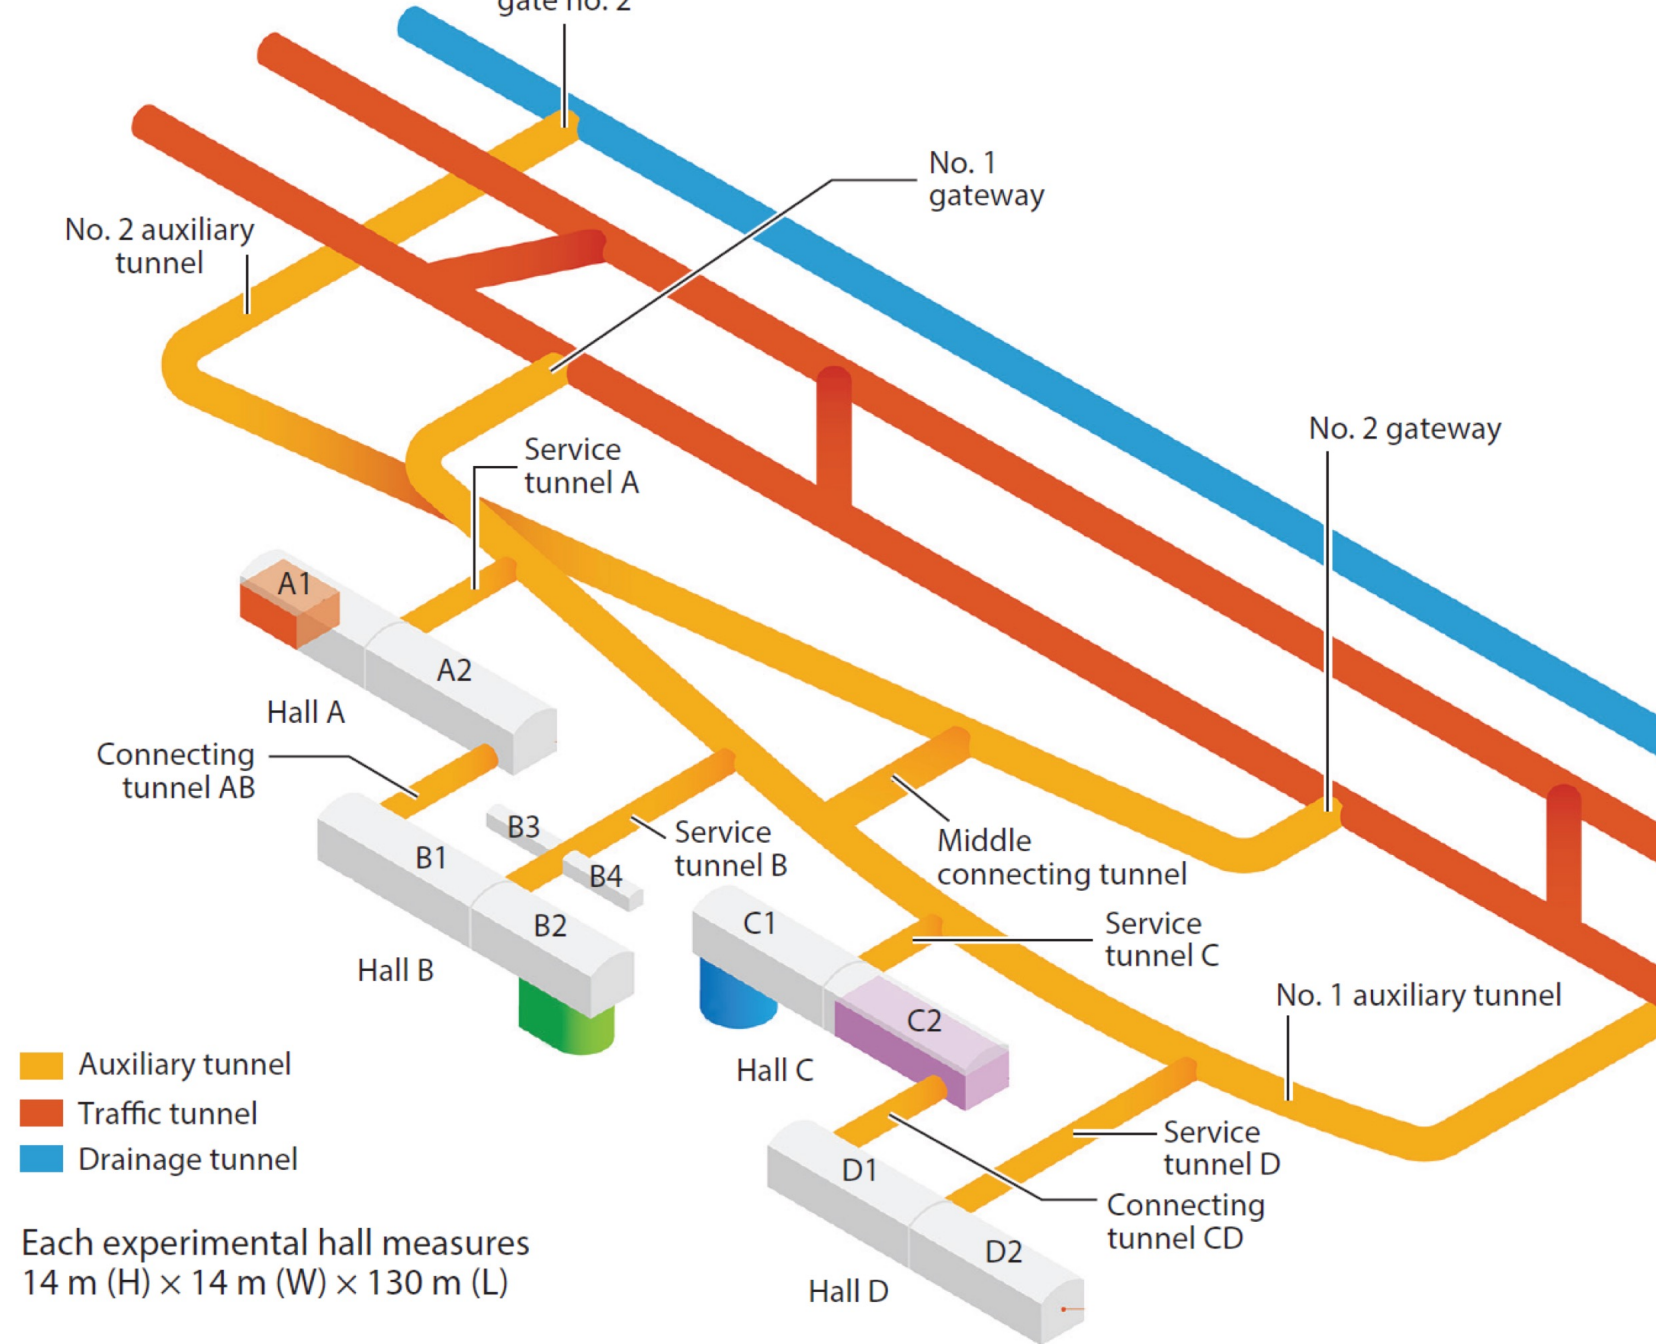 gate no. 2
No. 1
gateway
No. 2 auxiliary
tunnel
No. 2 gateway
Service
tunnel A
A1
A2
Hall A
Connecting
tunnel AB
B3
B1
Service
tunnel B
B4
Middle
connecting tunnel
B2
C1
Service
tunnel C
Hall B
No. 1 auxiliary tunnel
C2
Hall C
Auxiliary tunnel
Traffic tunnel
Drainage tunnel
Service
tunnel D
D1
Connecting
tunnel CD
D2
Hall D
Each experimental hall measures
14 m (H) × 14 m (W) × 130 m (L)